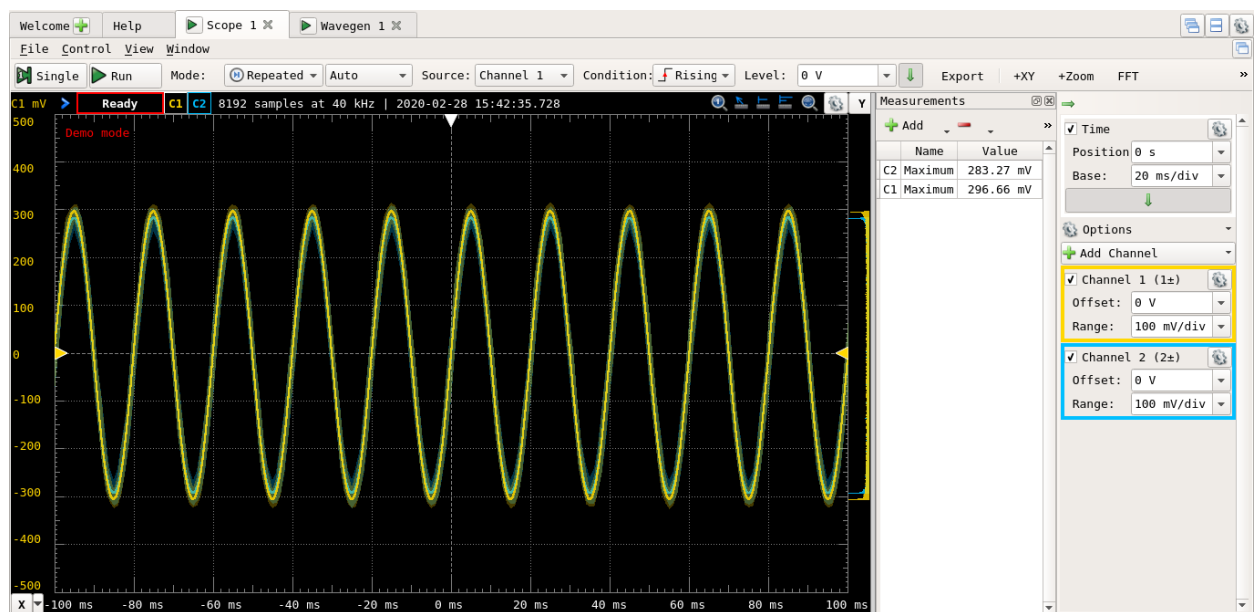 Welcome Help Scope 1 Wavegen 1
File Control View Window
Single Run Mode: Repeated Auto Source: Channel 1 Condition: Rising Level: 0 V Export +XY +Zoom FFT »
C1 mV Ready C1 C2 8192 samples at 40 kHz | 2020-02-28 15:42:35.728 Y
Demo mode
500
400
300
200
100
0
-100
-200
-300
-400
-500
X -100 ms -80 ms -60 ms -40 ms -20 ms 0 ms 20 ms 40 ms 60 ms 80 ms 100 ms
Measurements
Add »
Name Value
C2 Maximum 283.27 mV
C1 Maximum 296.66 mV
Time
Position 0 s
Base: 20 ms/div
Options
Add Channel
Channel 1 (1±)
Offset: 0 V
Range: 100 mV/div
Channel 2 (2±)
Offset: 0 V
Range: 100 mV/div